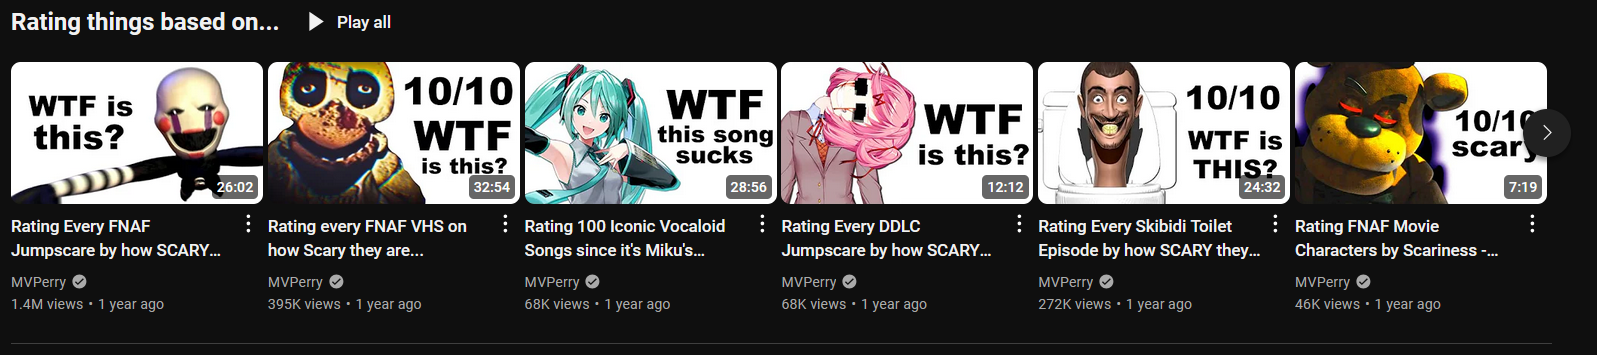 Rating things based on...
Play all
WTF is
this?
26:02
10/10
WTF
is this?
32:54
WTF
this song
sucks
28:56
WTF
is this?
12:12
10/10
WTF is
THIS?
24:32
10/10
scary
7:19
Rating Every FNAF
Jumpscare by how SCARY...
MVPerry
1.4M views • 1 year ago
Rating every FNAF VHS on
how Scary they are...
MVPerry
395K views • 1 year ago
Rating 100 Iconic Vocaloid
Songs since it's Miku's...
MVPerry
68K views • 1 year ago
Rating Every DDLC
Jumpscare by how SCARY...
MVPerry
68K views • 1 year ago
Rating Every Skibidi Toilet
Episode by how SCARY they...
MVPerry
272K views • 1 year ago
Rating FNAF Movie
Characters by Scariness -...
MVPerry
46K views • 1 year ago